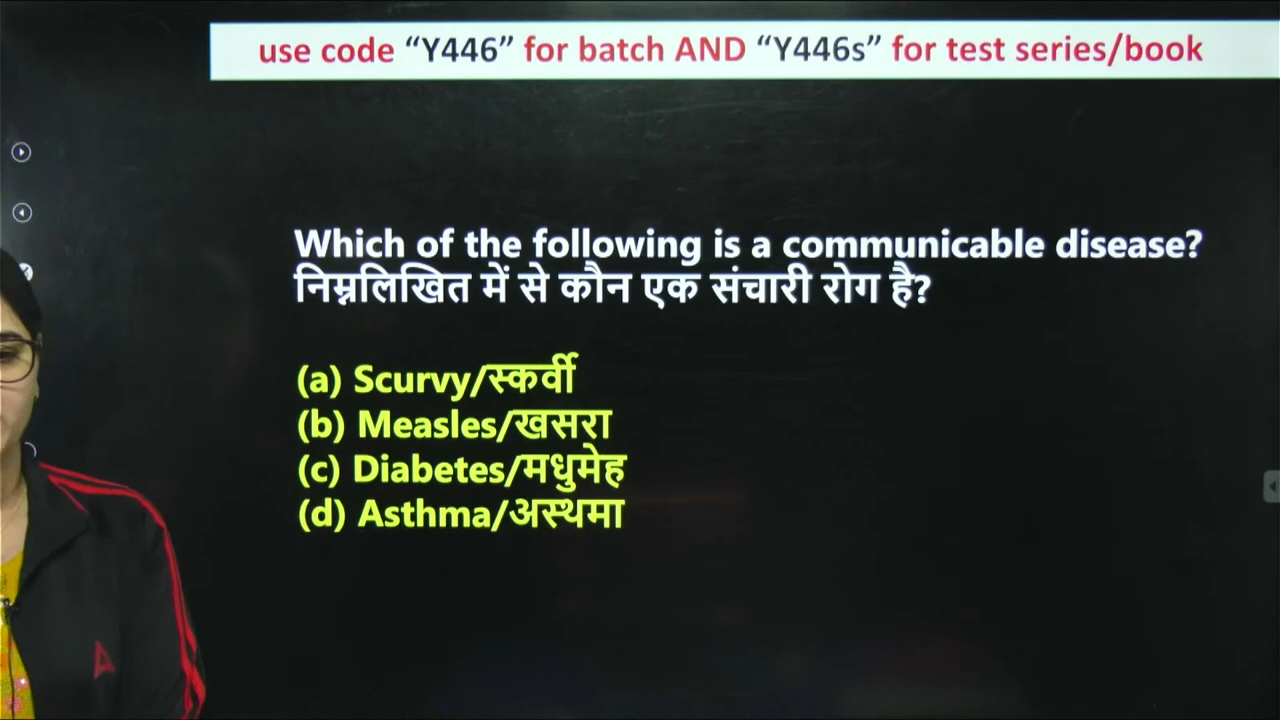 use code “Y446” for batch AND “Y446s” for test series/book
Which of the following is a communicable disease?
निम्नलिखित में से कौन एक संचारी रोग है?
(a) Scurvy/स्कर्वी
(b) Measles/खसरा
(c) Diabetes/मधुमेह
(d) Asthma/अस्थमा